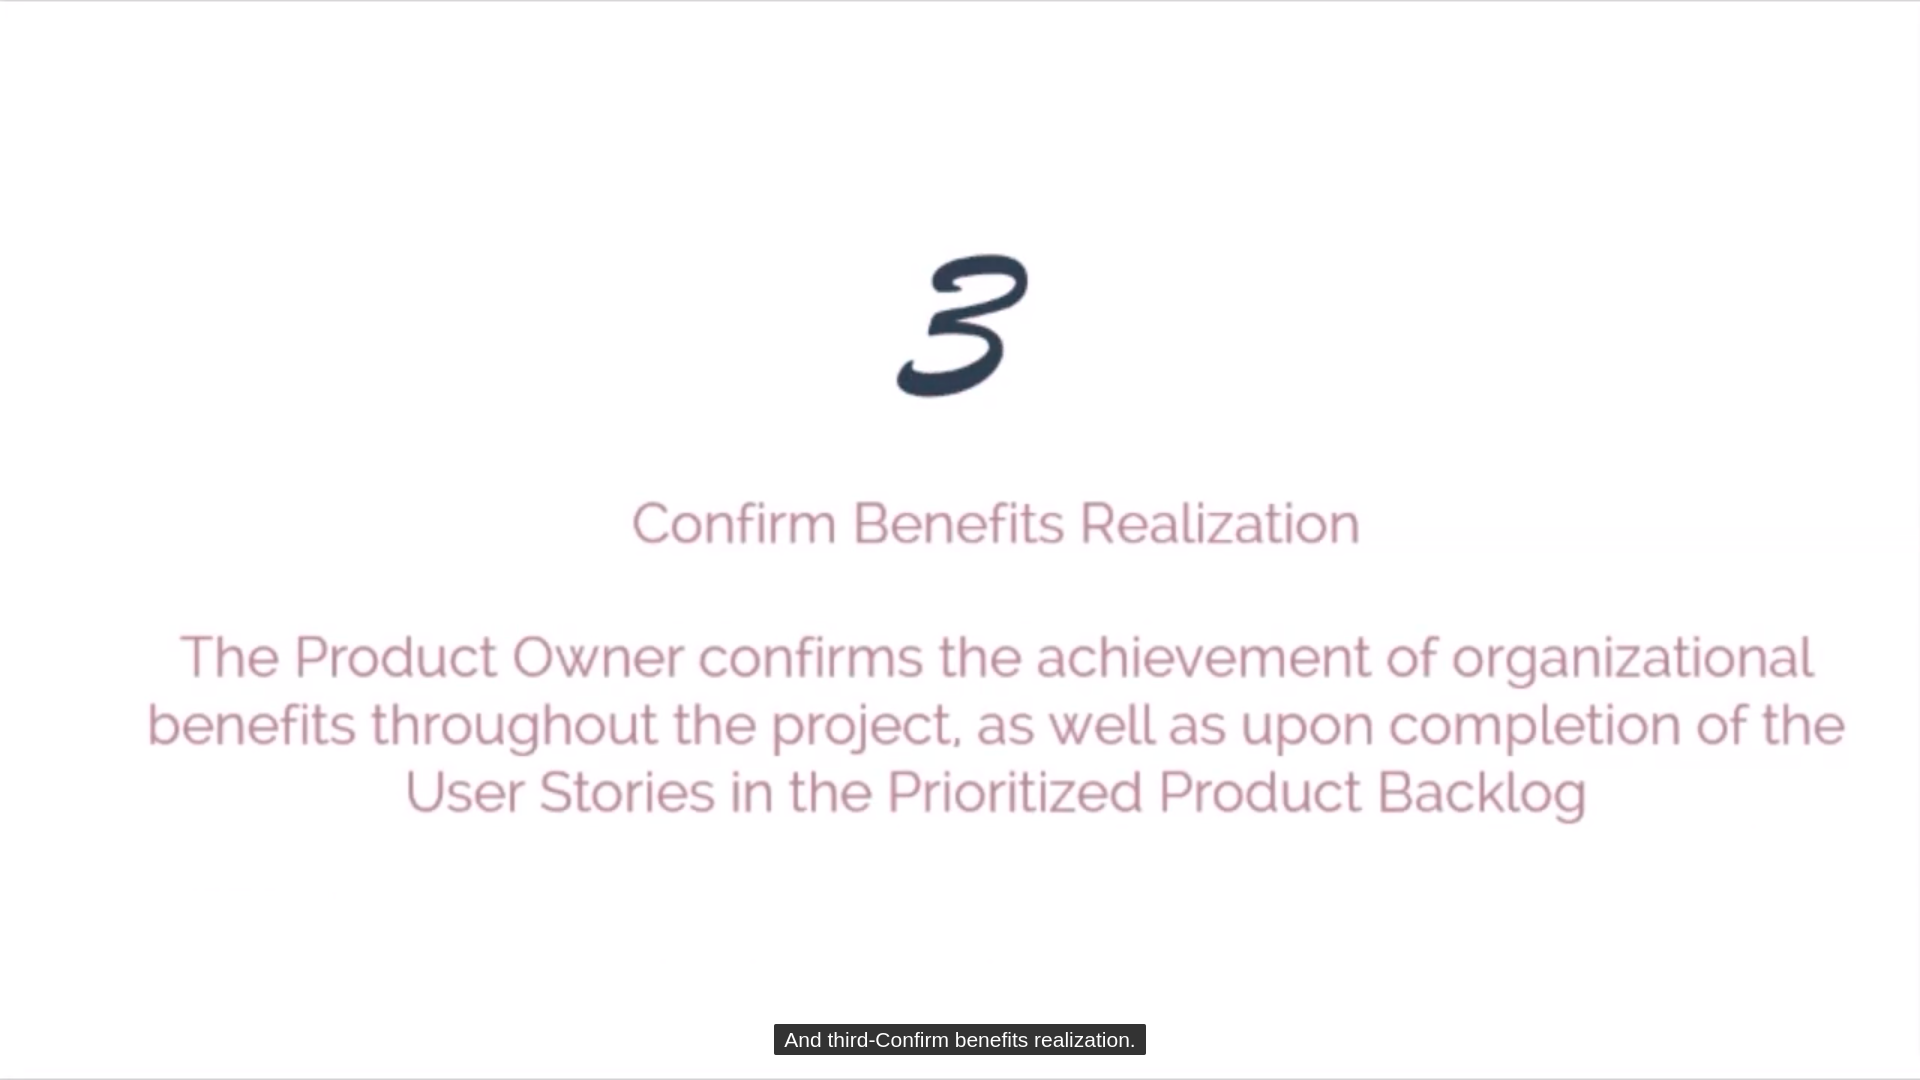 3
Confirm Benefits Realization
The Product Owner confirms the achievement of organizational
benefits throughout the project, as well as upon completion of the
User Stories in the Prioritized Product Backlog
And third-Confirm benefits realization.